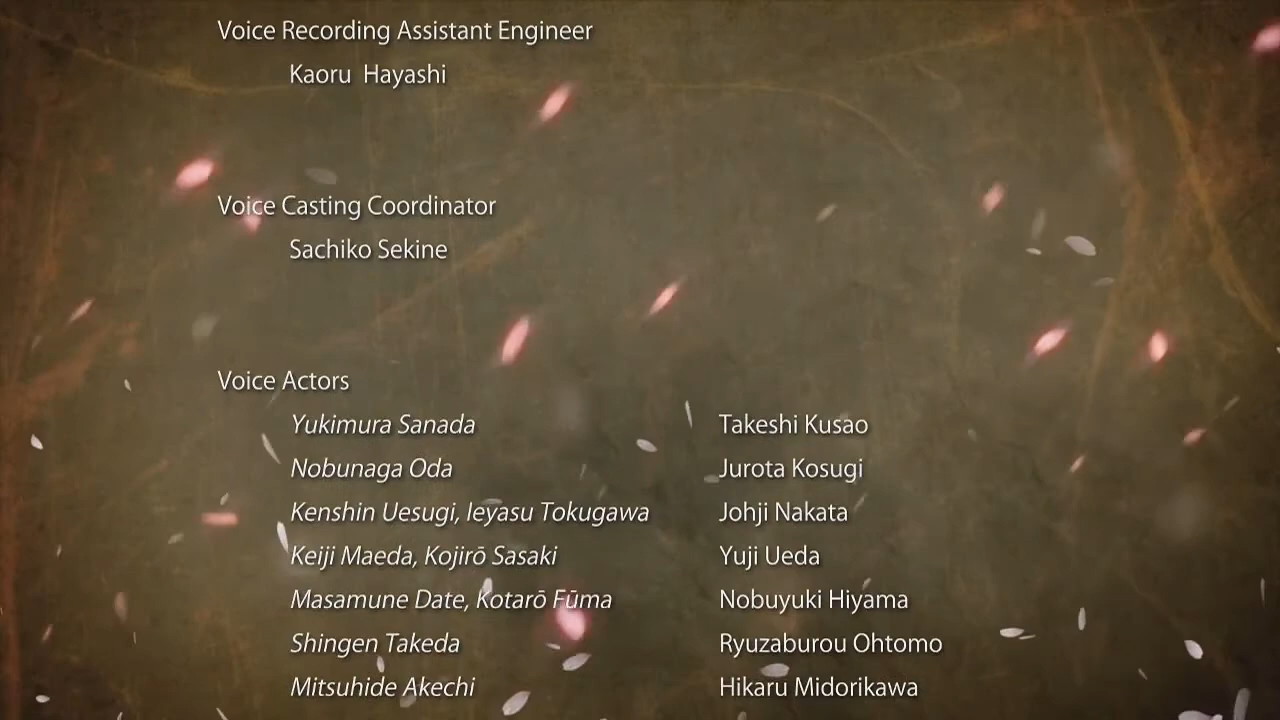 Voice Recording Assistant Engineer
Kaoru  Hayashi
Voice Casting Coordinator
Sachiko Sekine
Voice Actors
Yukimura Sanada Takeshi Kusao
Nobunaga Oda Jurota Kosugi
Kenshin Uesugi, Ieyasu Tokugawa Johji Nakata
Keiji Maeda, Kojirō Sasaki Yuji Ueda
Masamune Date, Kotarō Fūma Nobuyuki Hiyama
Shingen Takeda Ryuzaburou Ohtomo
Mitsuhide Akechi Hikaru Midorikawa